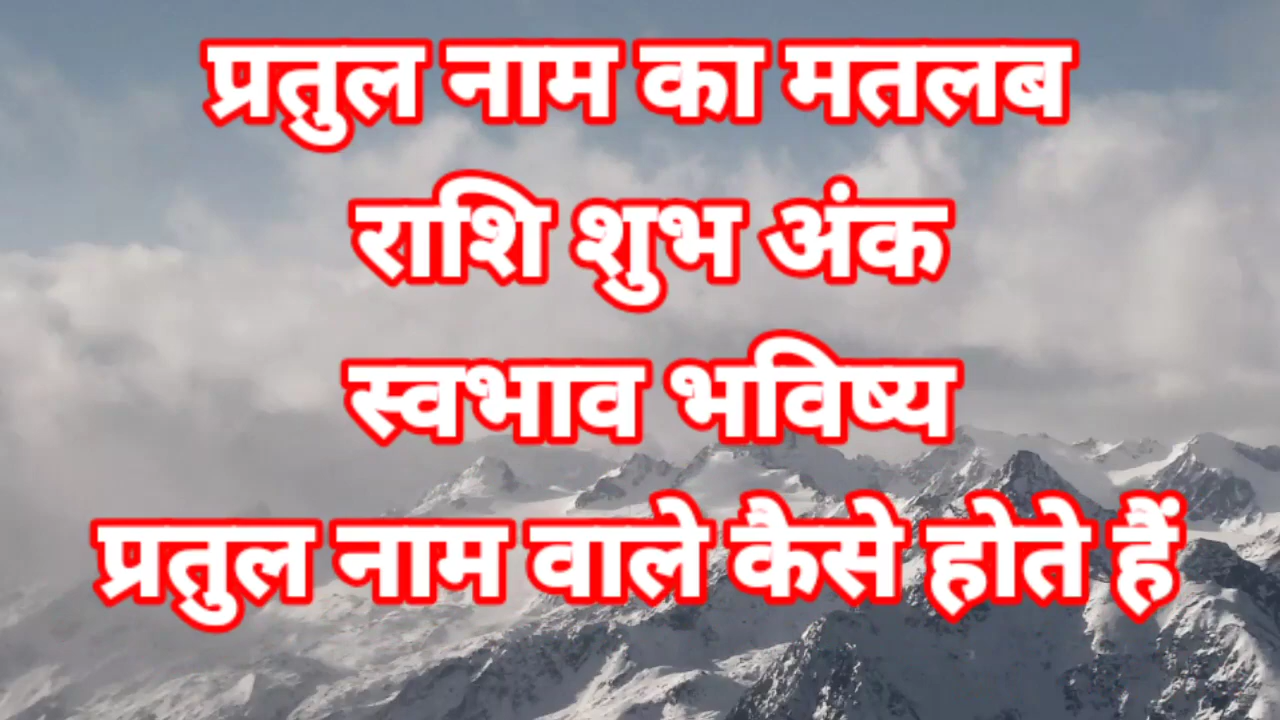 प्रतुल नाम का मतलब
राशि शुभ अंक
स्वभाव भविष्य
प्रतुल नाम वाले कैसे होते हैं